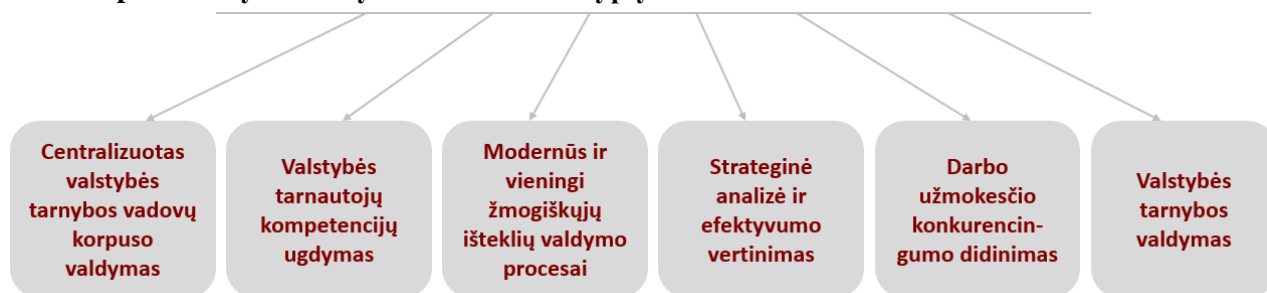 Centralizuotas
valstybės
tarnybos vadovų
korpuso
valdymas
Valstybės
tarnautojų
kompetencijų
ugdymas
Modernūs ir
vieningi
žmogiškųjų
išteklių valdymo
procesai
Strateginė
analizė ir
efektyvumo
vertinimas
Darbo
užmokesčio
konkurencin-
gumo didinimas
Valstybės
tarnybos
valdymas